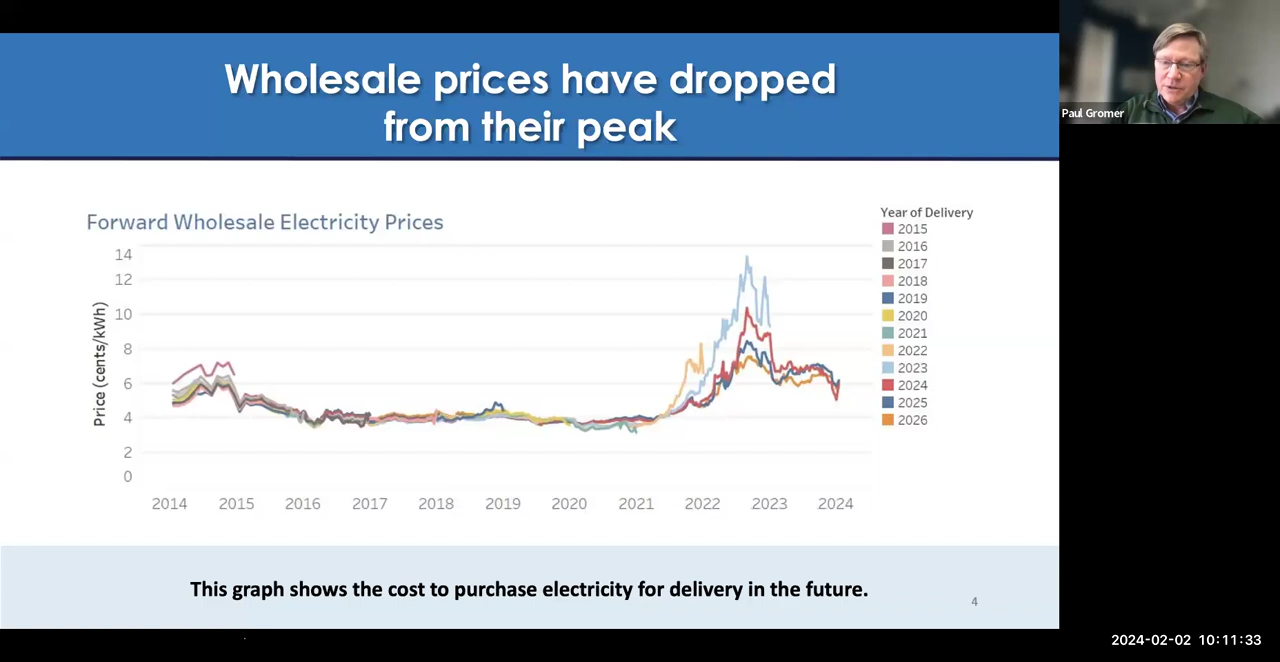 Wholesale prices have dropped
from their peak
Paul Gromer
Forward Wholesale Electricity Prices
Price (cents/kWh)
14
12
10
8
6
4
2
0
2014 2015 2016 2017 2018 2019 2020 2021 2022 2023 2024
Year of Delivery
2015
2016
2017
2018
2019
2020
2021
2022
2023
2024
2025
2026
This graph shows the cost to purchase electricity for delivery in the future.
4
2024-02-02 10:11:33